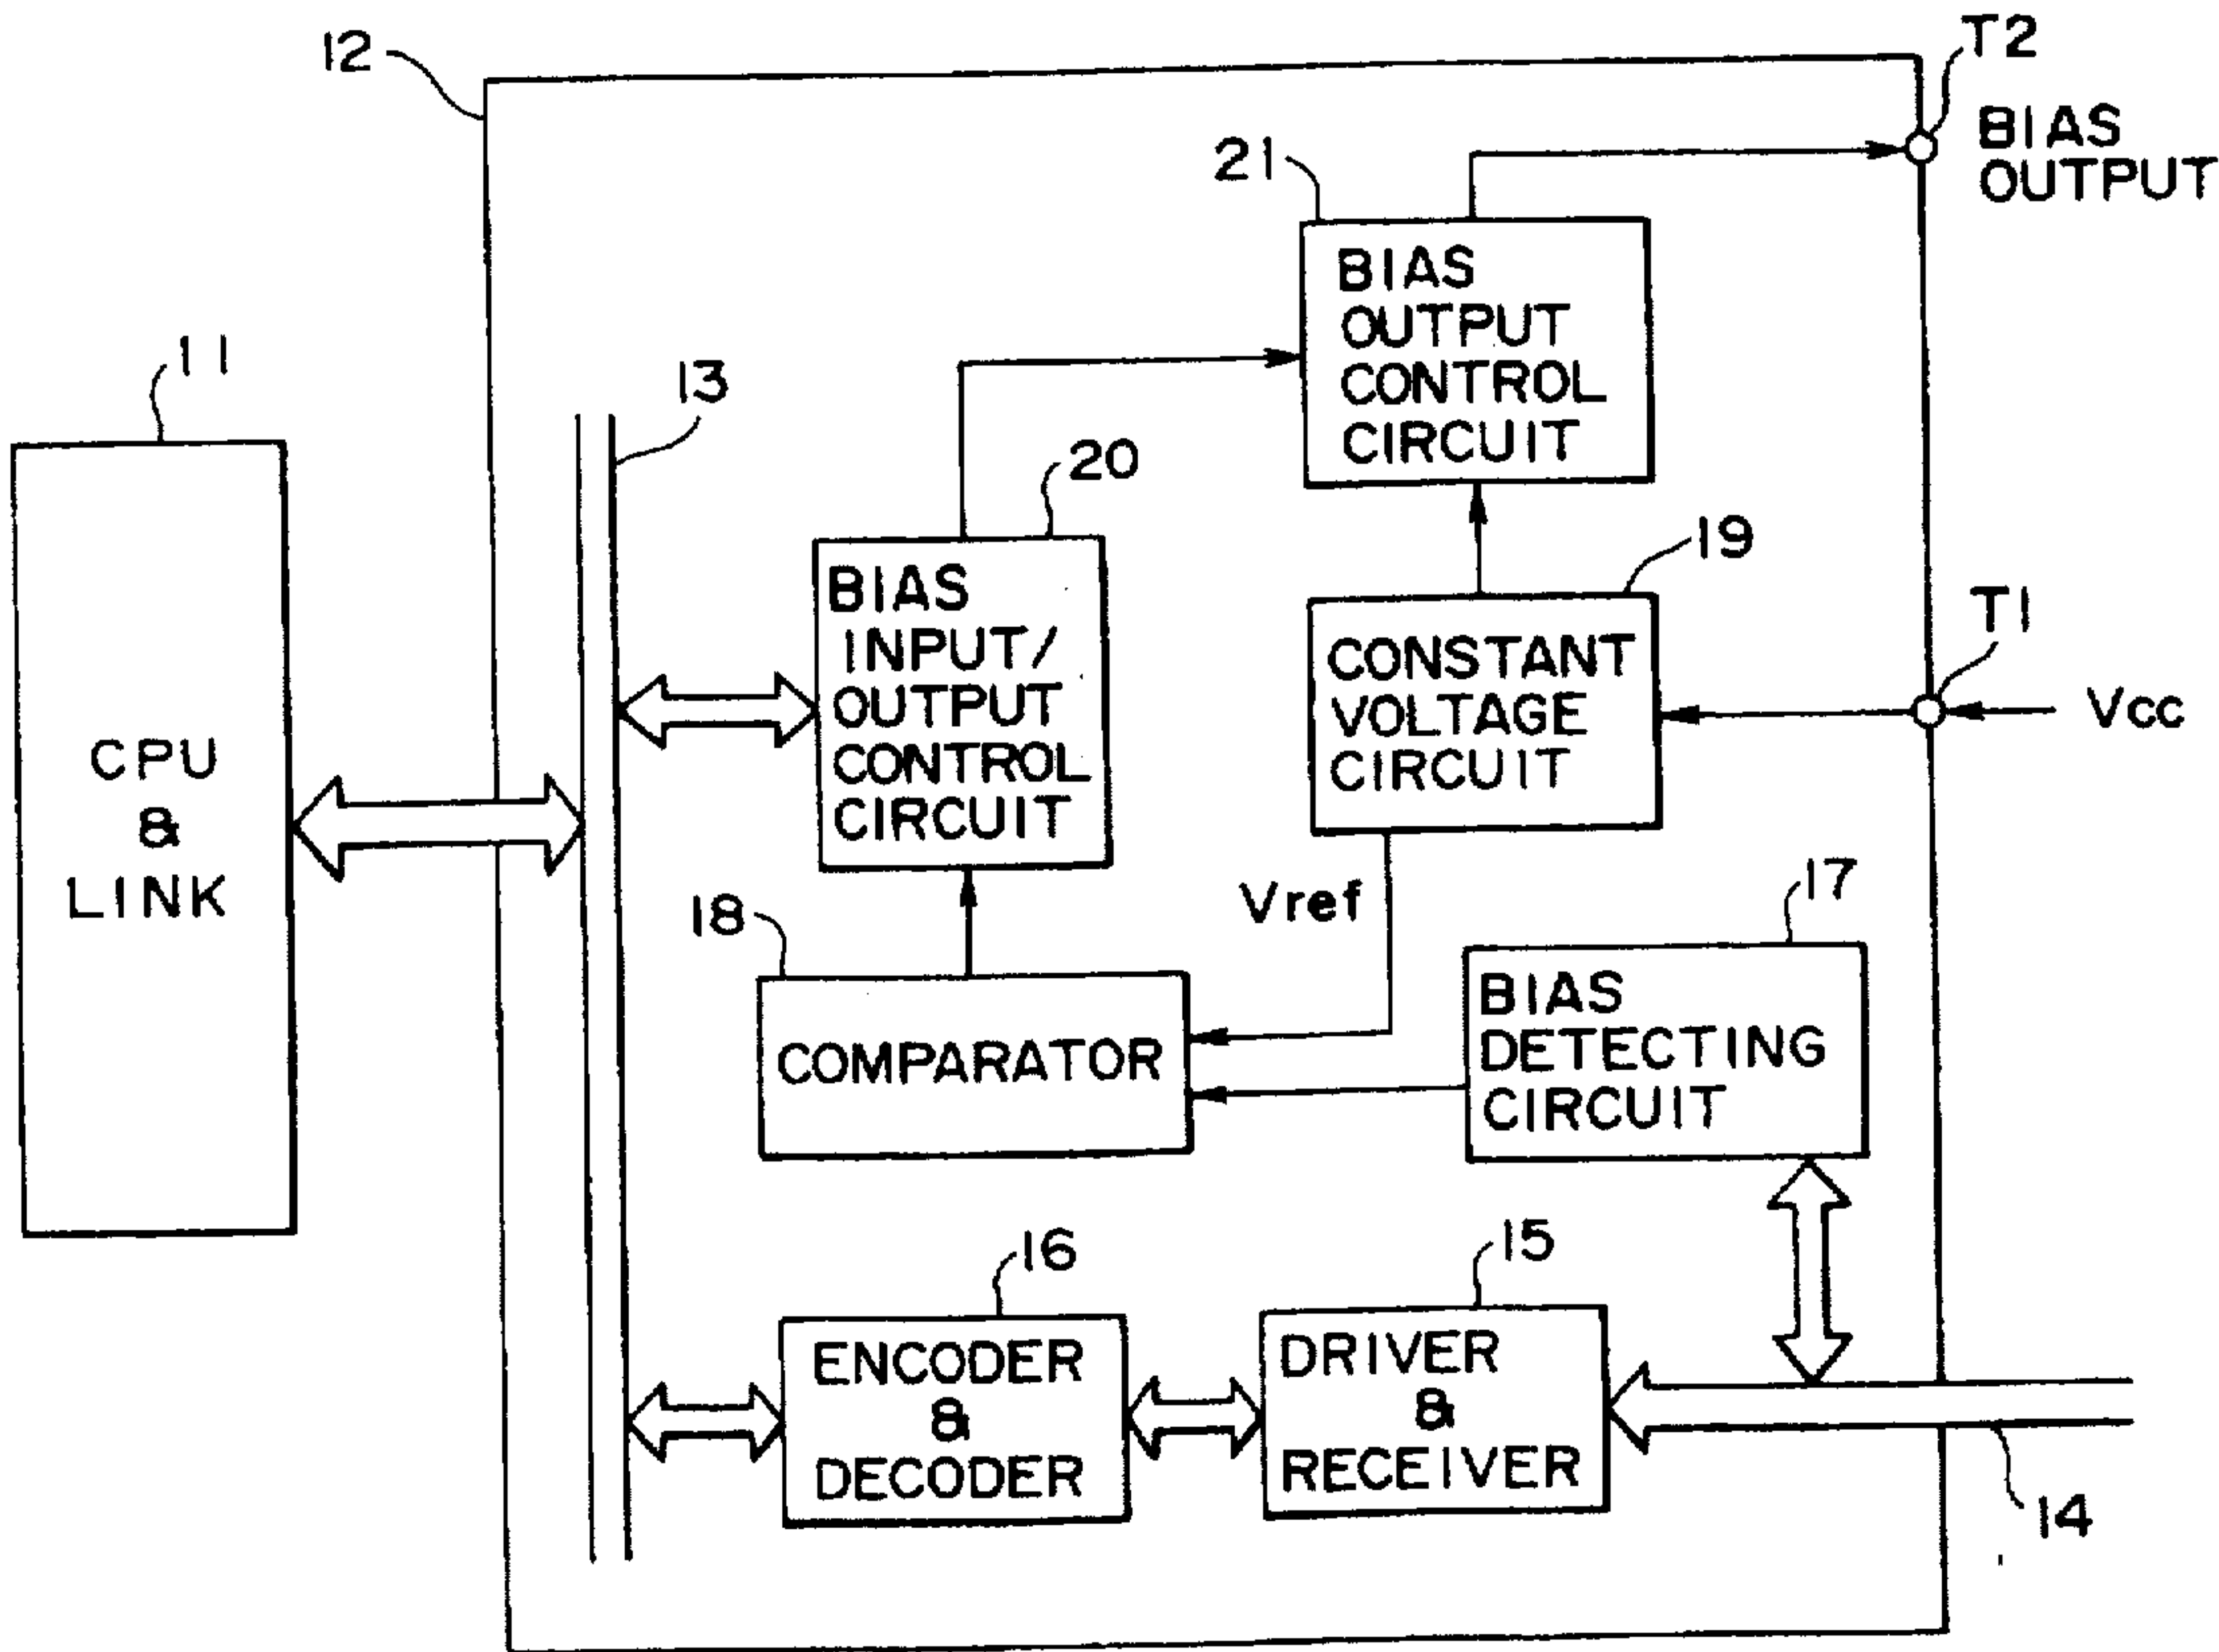 12
T2
BIAS
OUTPUT
21
BIAS
OUTPUT
CONTROL
CIRCUIT
11
13
20
19
T1
BIAS
INPUT/
OUTPUT
CONTROL
CIRCUIT
CONSTANT
VOLTAGE
CIRCUIT
Vcc
CPU
&
LINK
18
Vref
17
COMPARATOR
BIAS
DETECTING
CIRCUIT
16
15
ENCODER
&
DECODER
DRIVER
&
RECEIVER
14